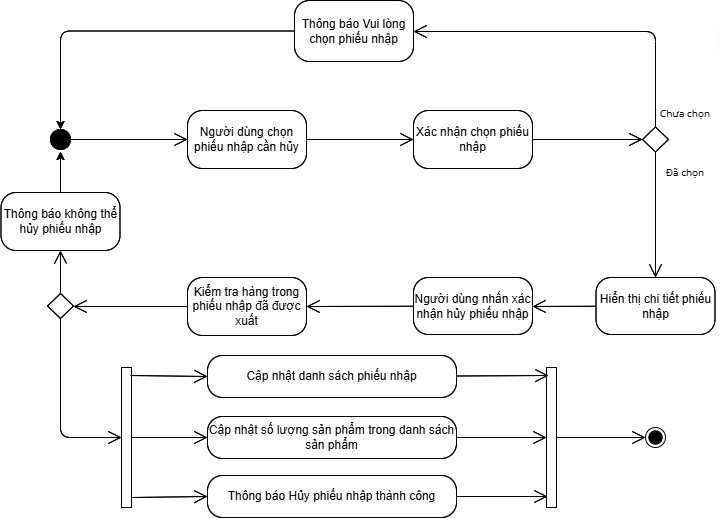 Thông báo Vui lòng
chọn phiếu nhập
Chưa chọn
Người dùng chọn
phiếu nhập cần hủy
Xác nhận chọn phiếu
nhập
Đã chọn
Thông báo không thể
hủy phiếu nhập
Kiểm tra hàng trong
phiếu nhập đã được
xuất
Người dùng nhấn xác
nhận hủy phiếu nhập
Hiển thị chi tiết phiếu
nhập
Cập nhật danh sách phiếu nhập
Cập nhật số lượng sản phẩm trong danh sách
sản phẩm
Thông báo Hủy phiếu nhập thành công